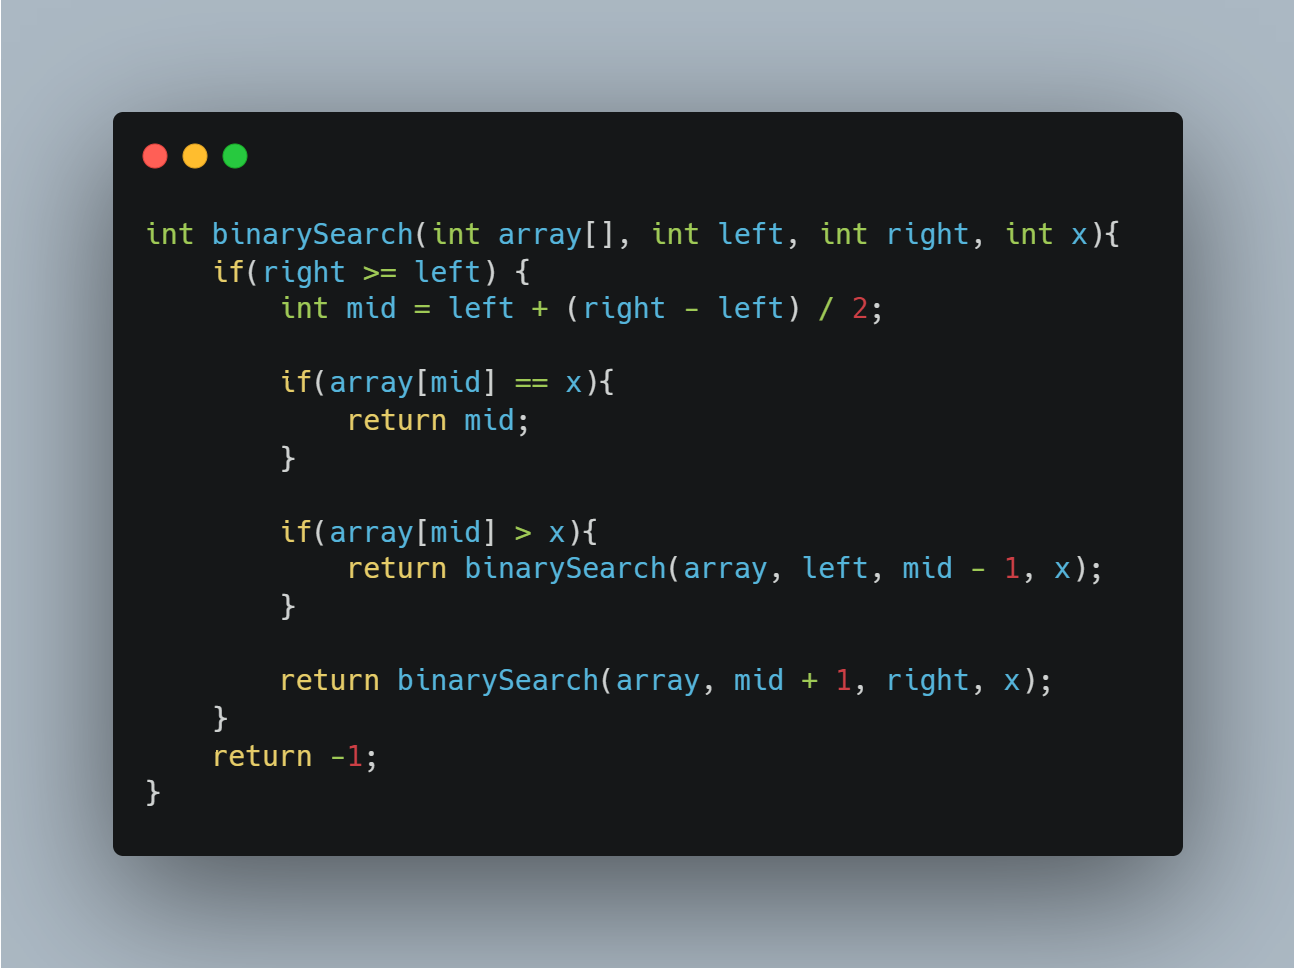 int binarySearch(int array[], int left, int right, int x){
    if(right >= left) {
        int mid = left + (right - left) / 2;

        if(array[mid] == x){
            return mid;
        }

        if(array[mid] > x){
            return binarySearch(array, left, mid - 1, x);
        }

        return binarySearch(array, mid + 1, right, x);
    }
    return -1;
}